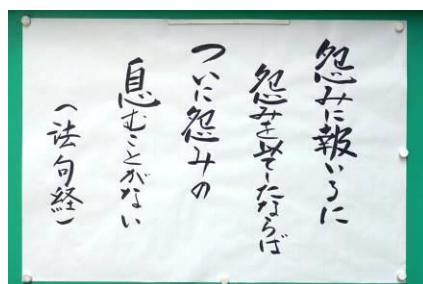 怨みに報いるに
怨みを以てしたならば
ついに怨みの
息むことがない
(法句経)